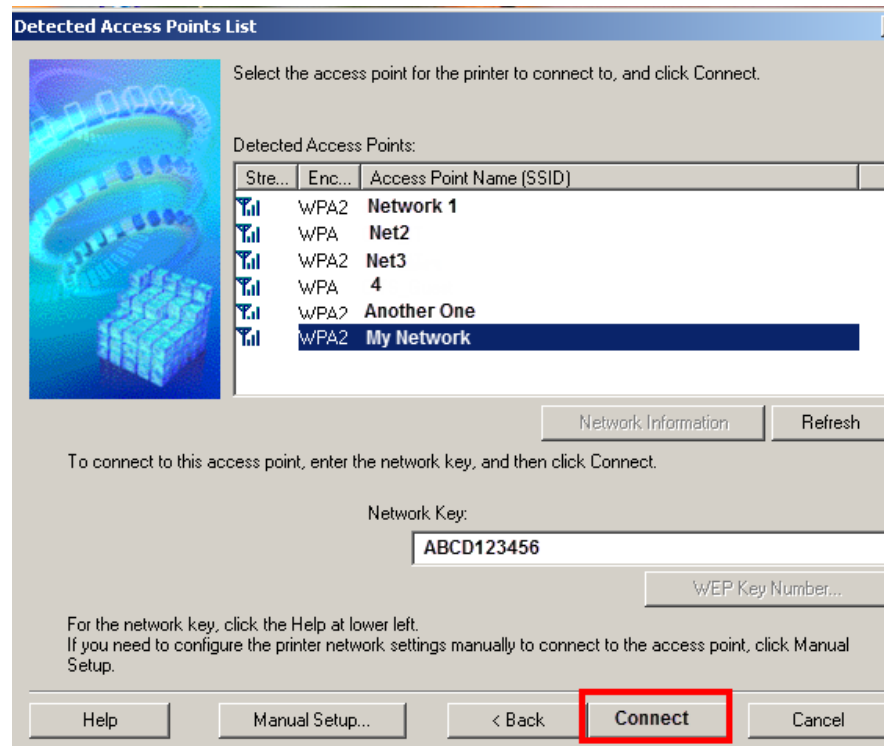 Detected Access Points List
Select the access point for the printer to connect to, and click Connect.
Detected Access Points:
Stre... Enc... Access Point Name (SSID)
WPA2 Network 1
WPA Net2
WPA2 Net3
WPA 4
WPA2 Another One
WPA2 My Network
Network Information Refresh
To connect to this access point, enter the network key, and then click Connect.
Network Key:
ABCD123456
WEP Key Number...
For the network key, click the Help at lower left.
If you need to configure the printer network settings manually to connect to the access point, click Manual
Setup.
Help Manual Setup... < Back Connect Cancel